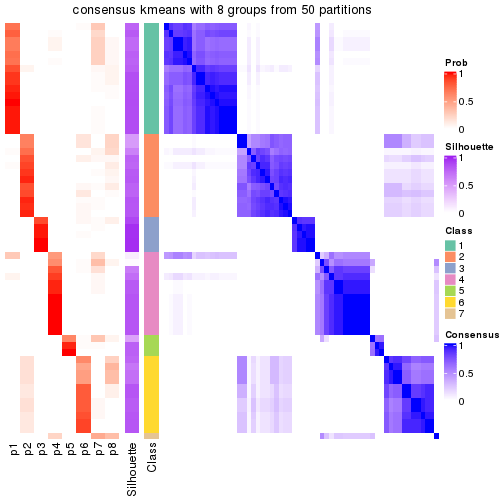 consensus kmeans with 8 groups from 50 partitions
Prob
1
0.5
0
Silhouette
1
0.5
0
Class
1
2
3
4
5
6
7
Consensus
1
0.5
0
p1
p2
p3
p4
p5
p6
p7
p8
Silhouette
Class